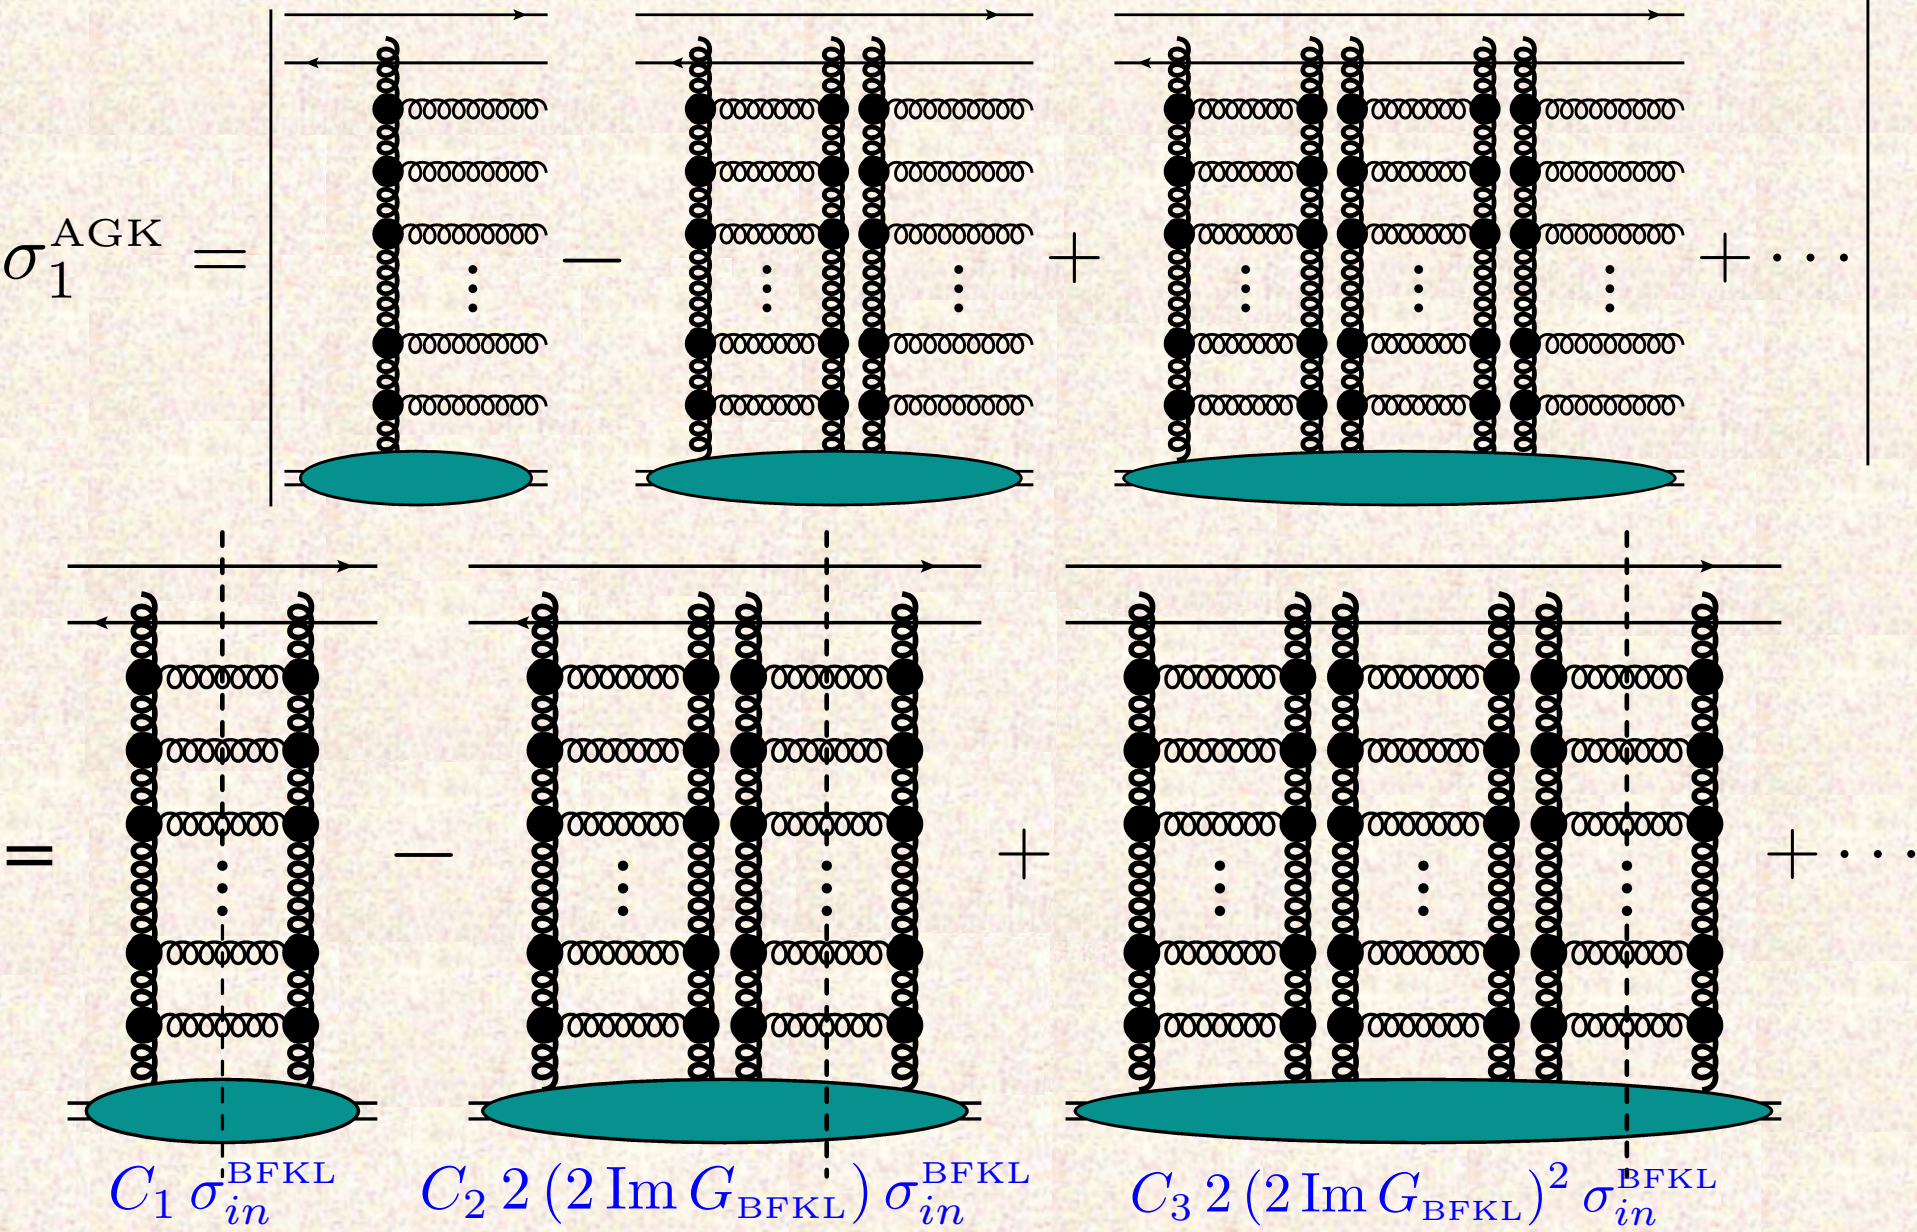 σ₁^AGK = | − + + ··· |
= − + + ···
C₁ σ_in^BFKL C₂ 2 (2 Im G_BFKL) σ_in^BFKL C₃ 2 (2 Im G_BFKL)² σ_in^BFKL